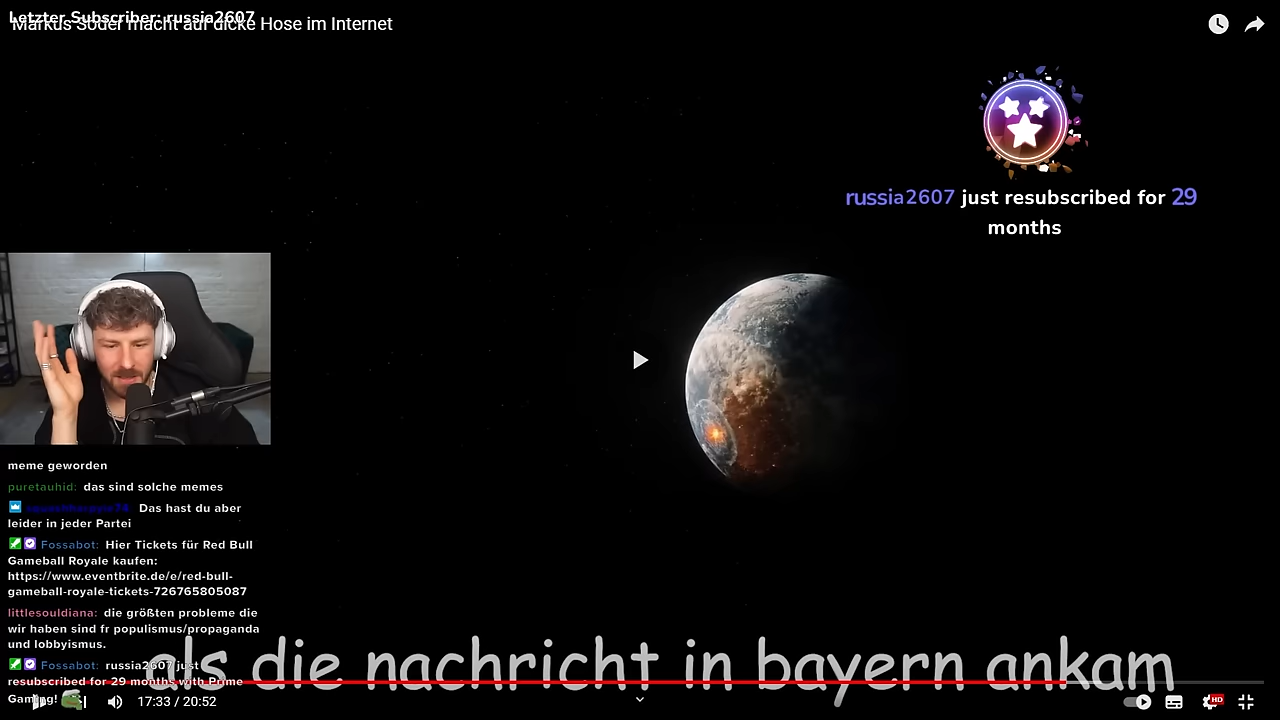 Letzter Subscriber: russia2607
Markus Söder macht auf dicke Hose im Internet
russia2607 just resubscribed for 29
months
meme geworden
puretauhid: das sind solche memes
Das hast du aber
leider in jeder Partei
Fossabot: Hier Tickets für Red Bull
Gameball Royale kaufen:
https://www.eventbrite.de/e/red-bull-
gameball-royale-tickets-726765805087
littlesouldiana: die größten probleme die
wir haben sind fr populismus/propaganda
und lobbyismus.
Fossabot: russia2607 just
resubscribed for 29 months with Prime
Gaming!
als die nachricht in bayern ankam
17:33 / 20:52
HD